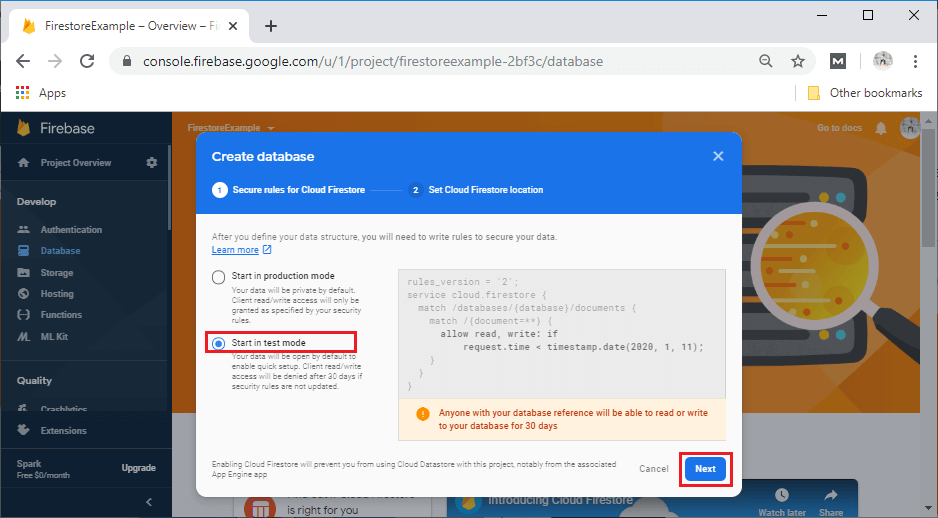 FirestoreExample – Overview – Fi
console.firebase.google.com/u/1/project/firestoreexample-2bf3c/database
M
Apps
Other bookmarks
Firebase
FirestoreExample
Go to docs
Project Overview
Create database
1 Secure rules for Cloud Firestore
2 Set Cloud Firestore location
Develop
Authentication
Database
Storage
Hosting
Functions
ML Kit
Quality
Crashlytics
Extensions
Spark
Free $0/month
Upgrade
After you define your data structure, you will need to write rules to secure your data.
Learn more
Start in production mode
Your data will be private by default.
Client read/write access will only be
granted as specified by your security
rules.
Start in test mode
Your data will be open by default to
enable quick setup. Client read/write
access will be denied after 30 days if
security rules are not updated.
rules_version = '2';
service cloud.firestore {
match /databases/{database}/documents {
match /{document=**} {
allow read, write: if
request.time < timestamp.date(2020, 1, 11);
}
}
}
Anyone with your database reference will be able to read or write
to your database for 30 days
Enabling Cloud Firestore will prevent you from using Cloud Datastore with this project, notably from the associated
App Engine app
Cancel
Next
is right for you
Introducing Cloud Firestore
Watch later
Share